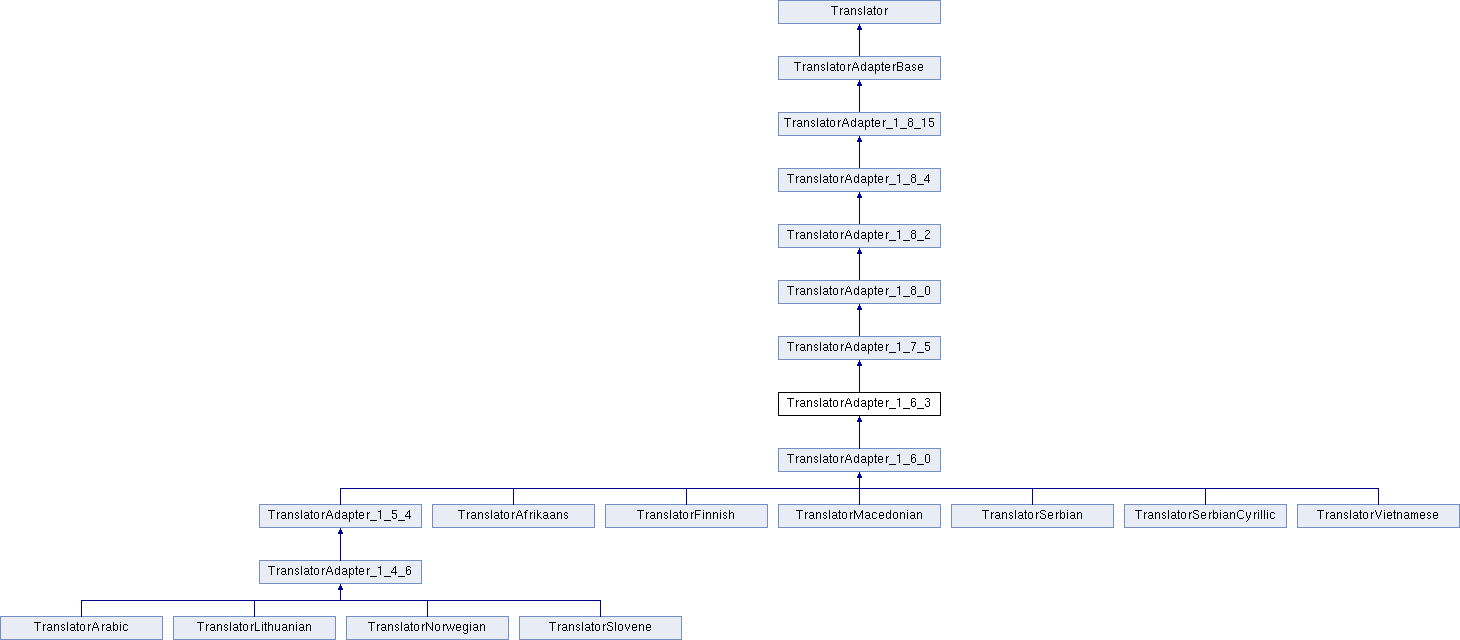 Translator
TranslatorAdapterBase
TranslatorAdapter_1_8_15
TranslatorAdapter_1_8_4
TranslatorAdapter_1_8_2
TranslatorAdapter_1_8_0
TranslatorAdapter_1_7_5
TranslatorAdapter_1_6_3
TranslatorAdapter_1_6_0
TranslatorAdapter_1_5_4
TranslatorAfrikaans
TranslatorFinnish
TranslatorMacedonian
TranslatorSerbian
TranslatorSerbianCyrillic
TranslatorVietnamese
TranslatorAdapter_1_4_6
TranslatorArabic
TranslatorLithuanian
TranslatorNorwegian
TranslatorSlovene